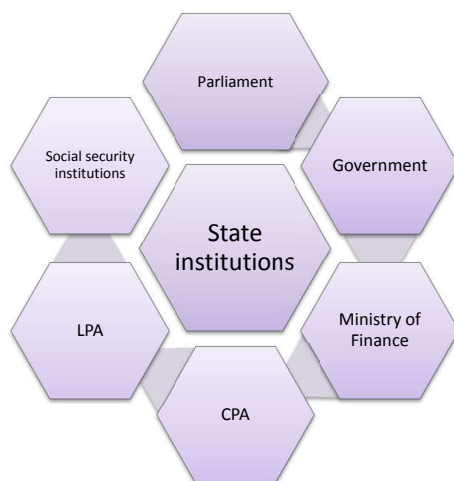 Parliament
Government
Ministry of
Finance
CPA
LPA
Social security
institutions
State
institutions